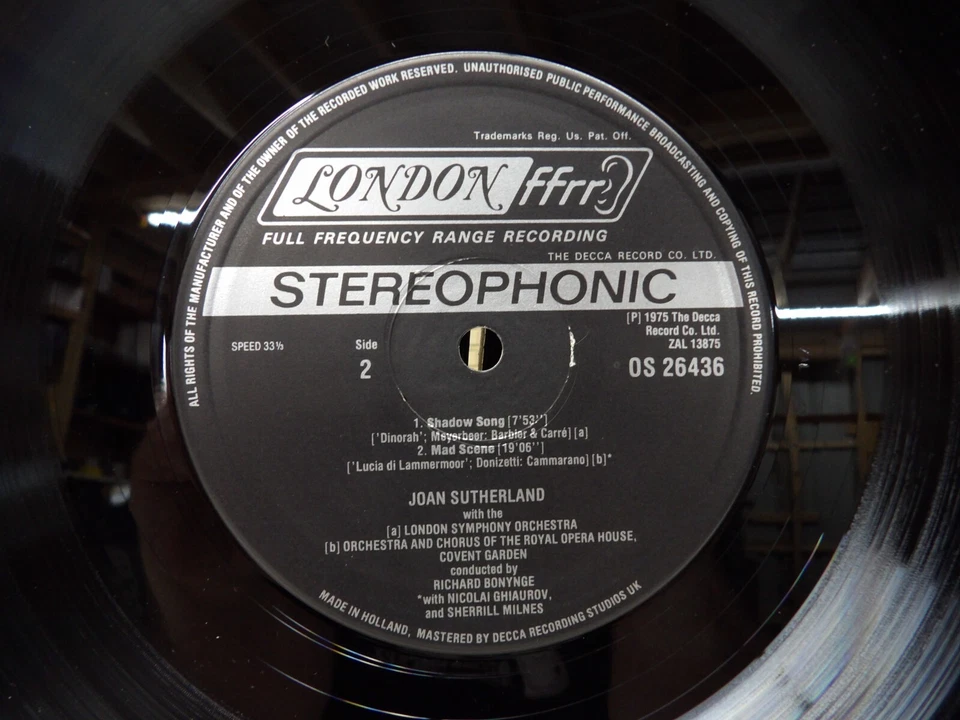 ALL RIGHTS OF THE MANUFACTURER AND OF THE OWNER OF THE RECORDED WORK RESERVED. UNAUTHORISED PUBLIC PERFORMANCE BROADCASTING AND COPYING OF THIS RECORD PROHIBITED.
Trademarks Reg. Us. Pat. Off.
LONDON ffrr
FULL FREQUENCY RANGE RECORDING
THE DECCA RECORD CO. LTD.
STEREOPHONIC
[P] 1975 The Decca
Record Co. Ltd.
ZAL 13875
SPEED 33⅓
Side
2
OS 26436
1. Shadow Song [7'53'']
['Dinorah'; Meyerbeer: Barbier & Carré] [a]
2. Mad Scene [19'06'']
['Lucia di Lammermoor'; Donizetti: Cammarano] [b]*
JOAN SUTHERLAND
with the
[a] LONDON SYMPHONY ORCHESTRA
[b] ORCHESTRA AND CHORUS OF THE ROYAL OPERA HOUSE,
COVENT GARDEN
conducted by
RICHARD BONYNGE
*with NICOLAI GHIAUROV,
and SHERRILL MILNES
MADE IN HOLLAND, MASTERED BY DECCA RECORDING STUDIOS UK